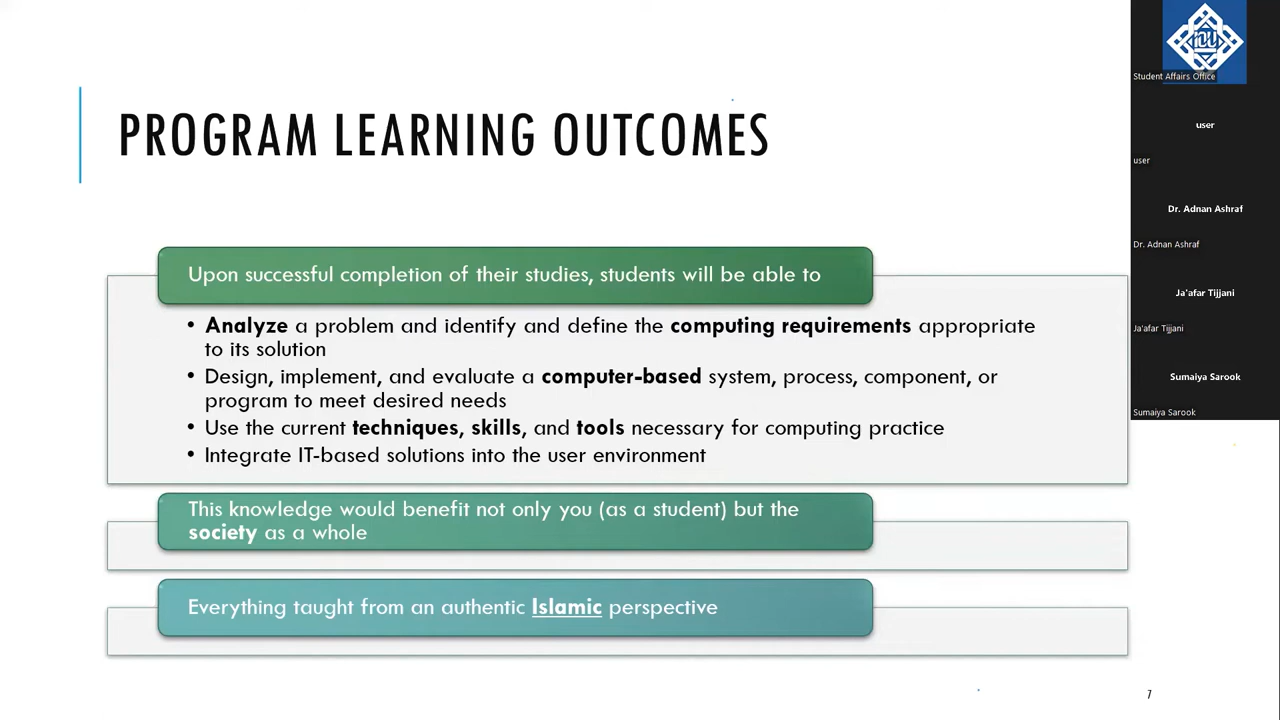 PROGRAM LEARNING OUTCOMES
Upon successful completion of their studies, students will be able to
• Analyze a problem and identify and define the computing requirements appropriate
to its solution
• Design, implement, and evaluate a computer-based system, process, component, or
program to meet desired needs
• Use the current techniques, skills, and tools necessary for computing practice
• Integrate IT-based solutions into the user environment
This knowledge would benefit not only you (as a student) but the
society as a whole
Everything taught from an authentic Islamic perspective
7
iou
Student Affairs Office
user
user
Dr. Adnan Ashraf
Dr. Adnan Ashraf
Ja'afar Tijjani
Ja'afar Tijjani
Sumaiya Sarook
Sumaiya Sarook